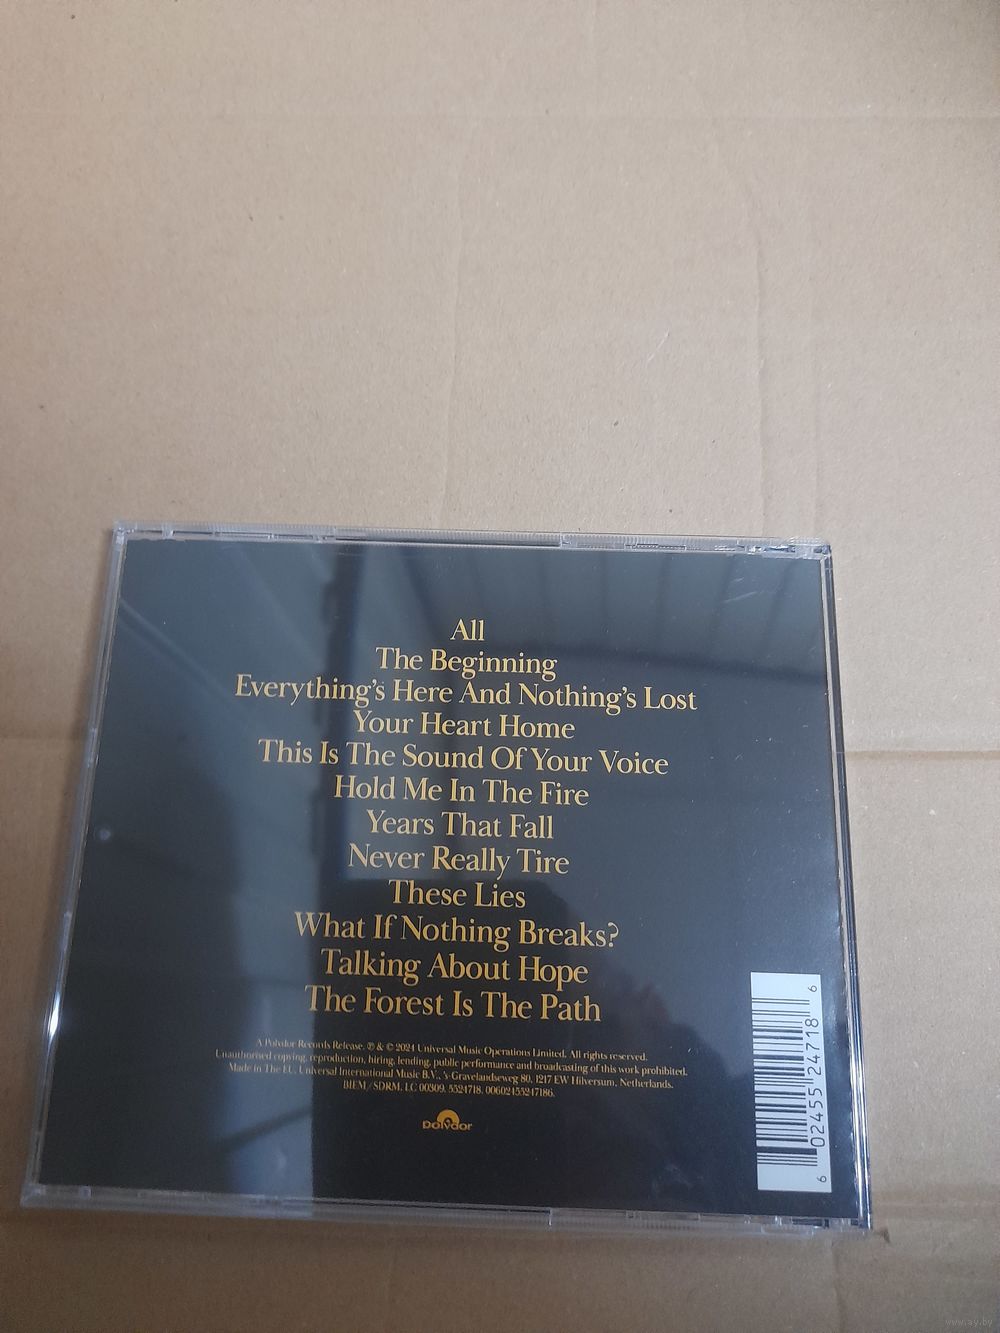 All
The Beginning
Everything's Here And Nothing's Lost
Your Heart Home
This Is The Sound Of Your Voice
Hold Me In The Fire
Years That Fall
Never Really Tire
These Lies
What If Nothing Breaks?
Talking About Hope
The Forest Is The Path
A Polydor Records Release. ℗ & © 2024 Universal Music Operations Limited. All rights reserved.
Unauthorised copying, reproduction, hiring, lending, public performance and broadcasting of this work prohibited.
Made in The EU. Universal International Music B.V., 's-Gravelandseweg 80, 1217 EW Hilversum, Netherlands.
BIEM/SDRM. LC 00309. 5524718. 00602455247186.
polydor
6 02455 24718 6
www.ay.by